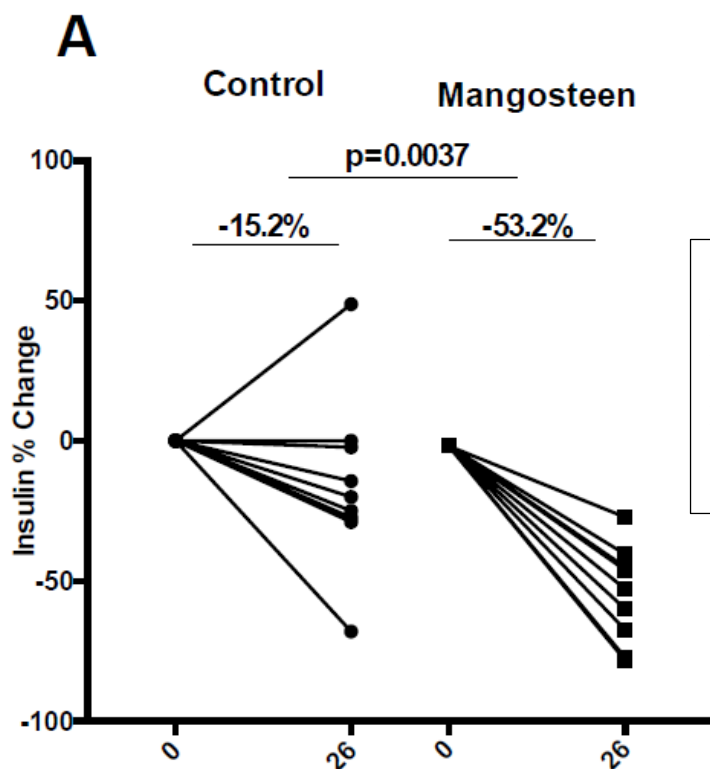 A
Control
Mangosteen
p=0.0037
-15.2%
-53.2%
Insulin % Change
100
50
0
-50
-100
0
26
0
26